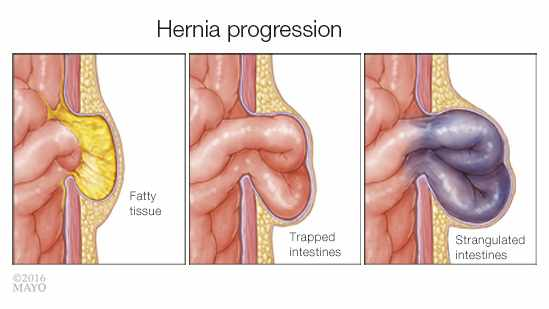 Hernia progression
Fatty
tissue
Trapped
intestines
Strangulated
intestines
©2016
MAYO